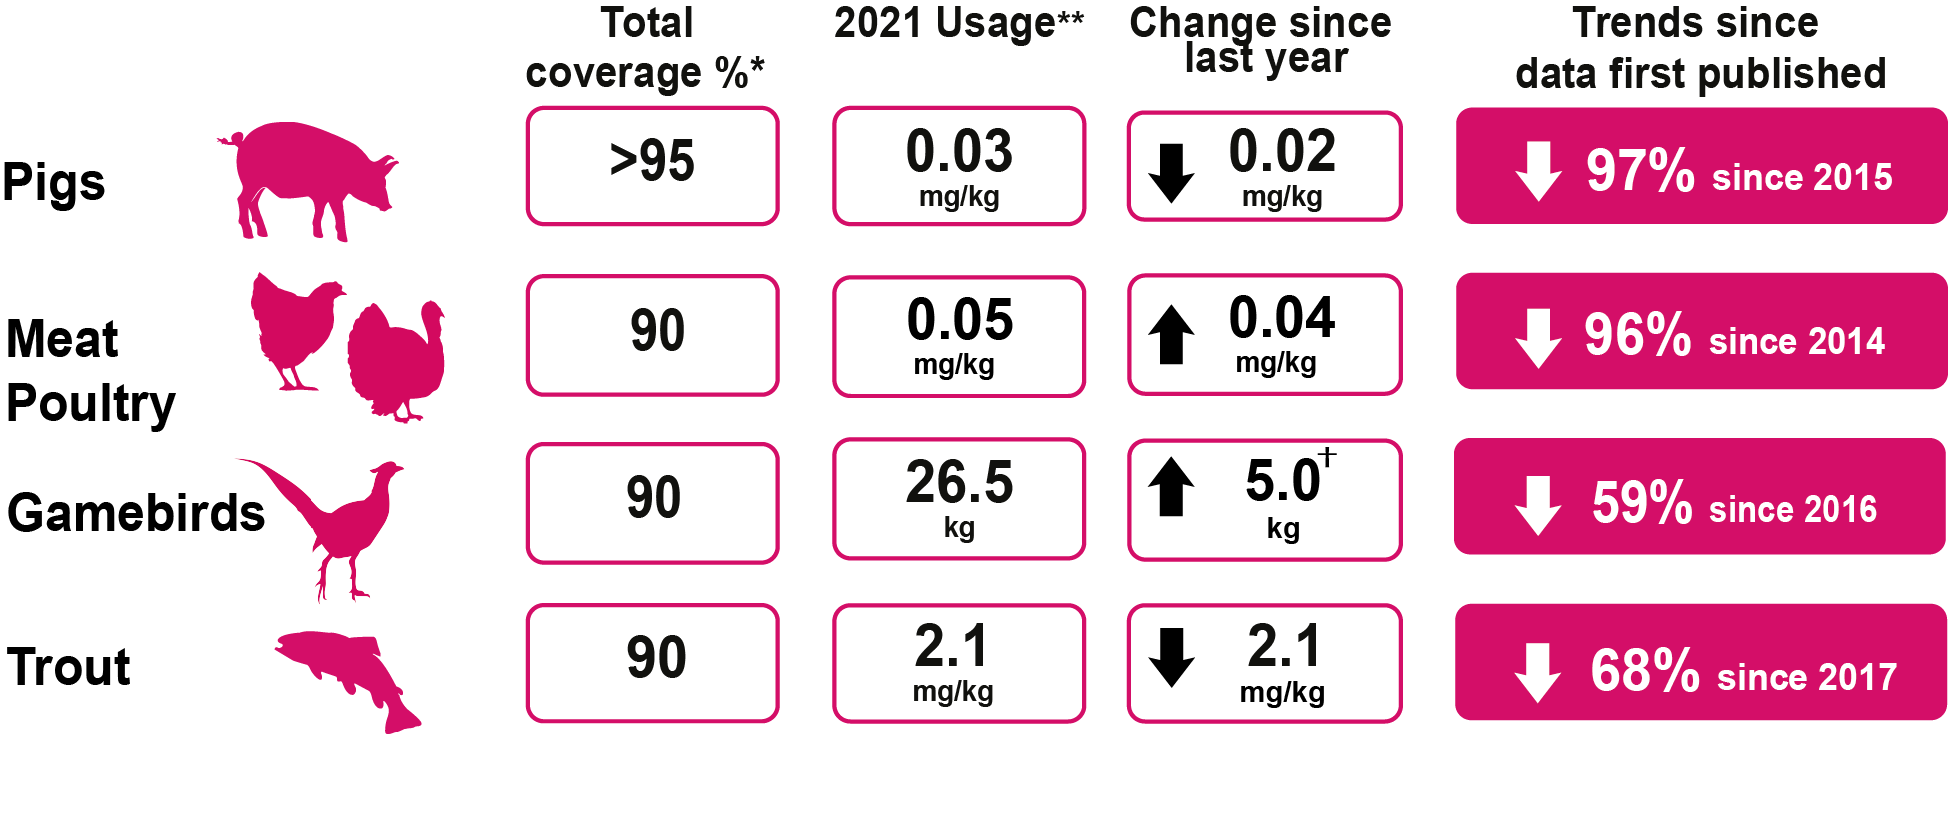 Total
coverage %*
2021 Usage**
Change since
last year
Trends since
data first published
Pigs
>95
0.03
mg/kg
0.02
mg/kg
97% since 2015
Meat
Poultry
90
0.05
mg/kg
0.04
mg/kg
96% since 2014
Gamebirds
90
26.5
kg
5.0†
kg
59% since 2016
Trout
90
2.1
mg/kg
2.1
mg/kg
68% since 2017